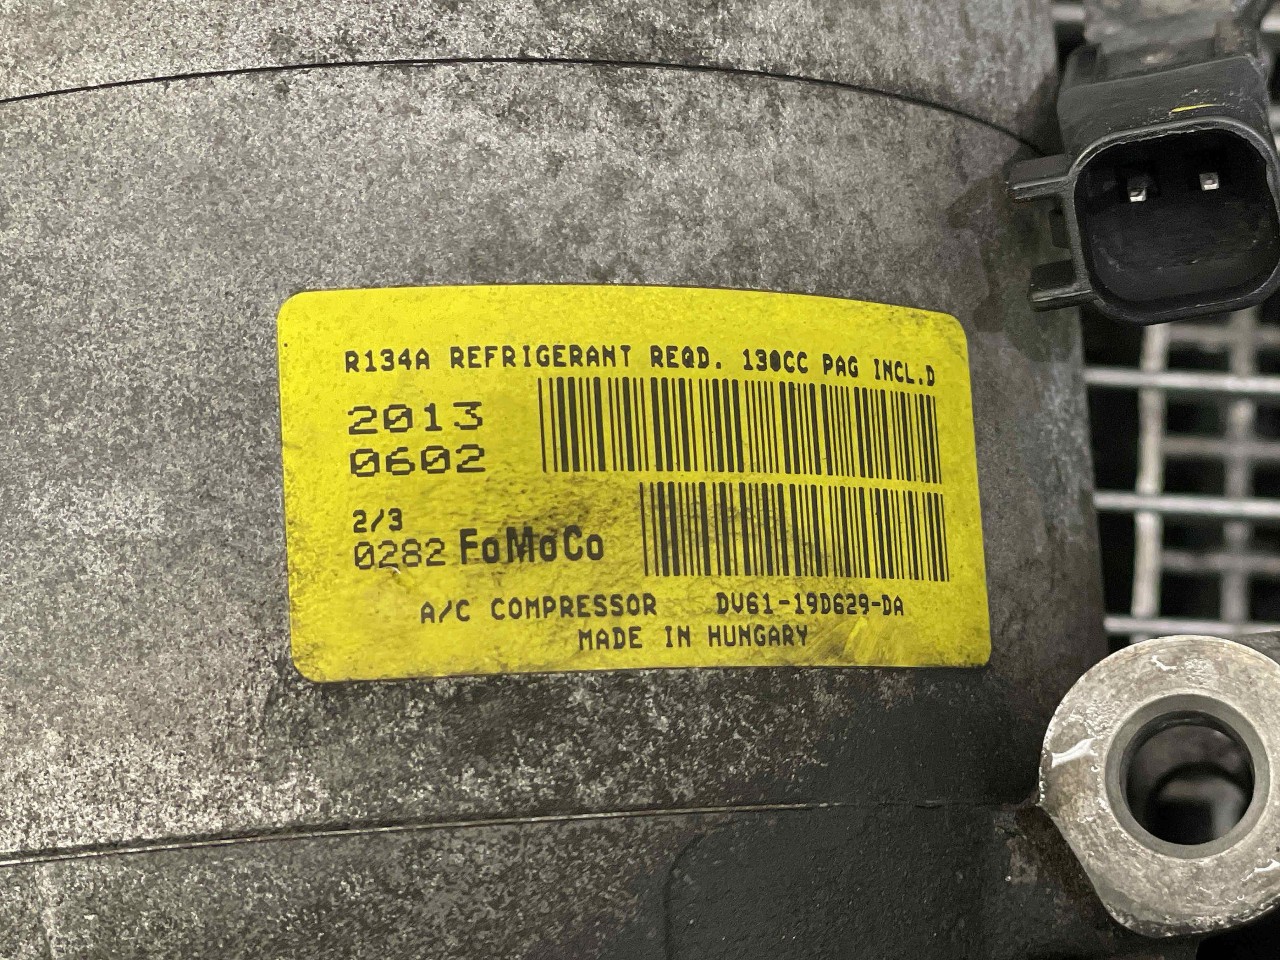 R134A REFRIGERANT REQD. 130CC PAG INCL.D
2013
0602
2/3
0282 FoMoCo
A/C COMPRESSOR DV61-19D629-DA
MADE IN HUNGARY